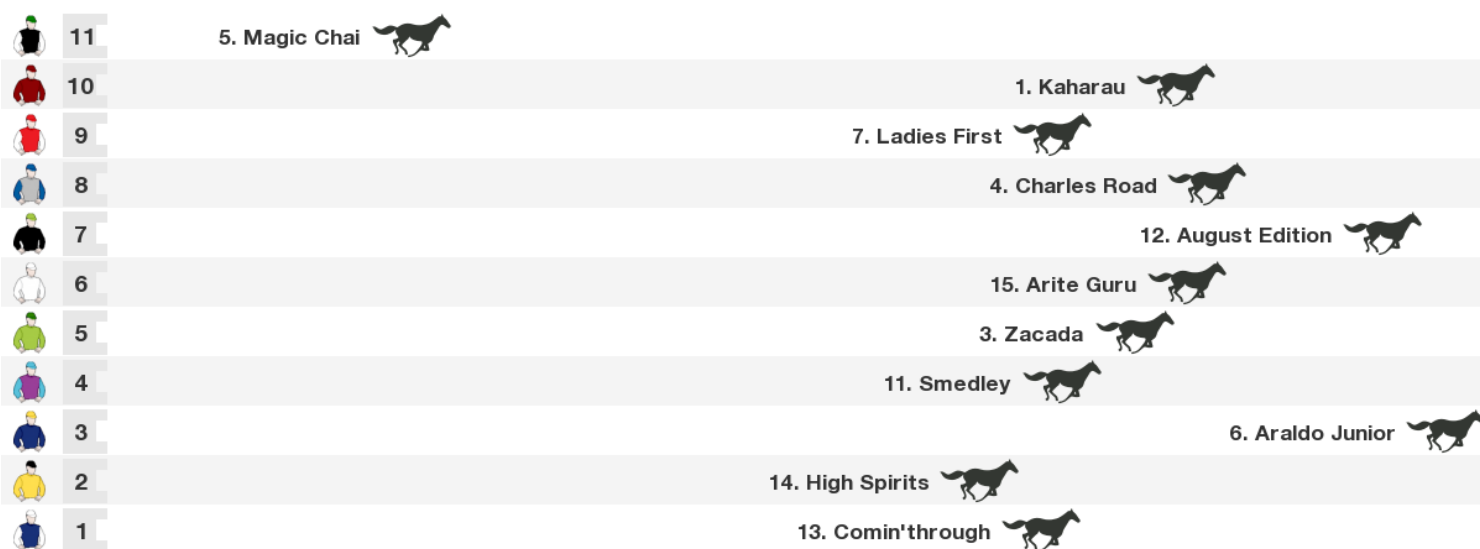 11 5. Magic Chai
10 1. Kaharau
9 7. Ladies First
8 4. Charles Road
7 12. August Edition
6 15. Arite Guru
5 3. Zacada
4 11. Smedley
3 6. Araldo Junior
2 14. High Spirits
1 13. Comin'through